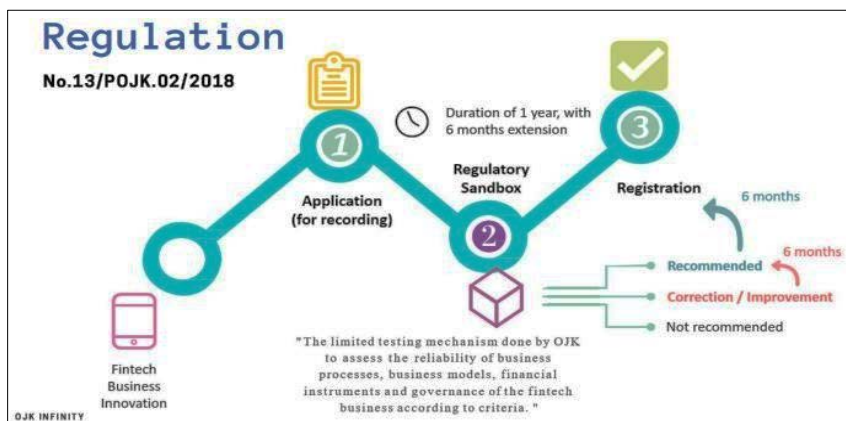 Regulation
No.13/POJK.02/2018
Duration of 1 year, with
6 months extension
1
3
Regulatory
Sandbox
Application
(for recording)
Registration
2
6 months
6 months
Recommended
Correction / Improvement
Not recommended
Fintech
Business
Innovation
"The limited testing mechanism done by OJK
to assess the reliability of business
processes, business models, financial
instruments and governance of the fintech
business according to criteria. "
OJK INFINITY